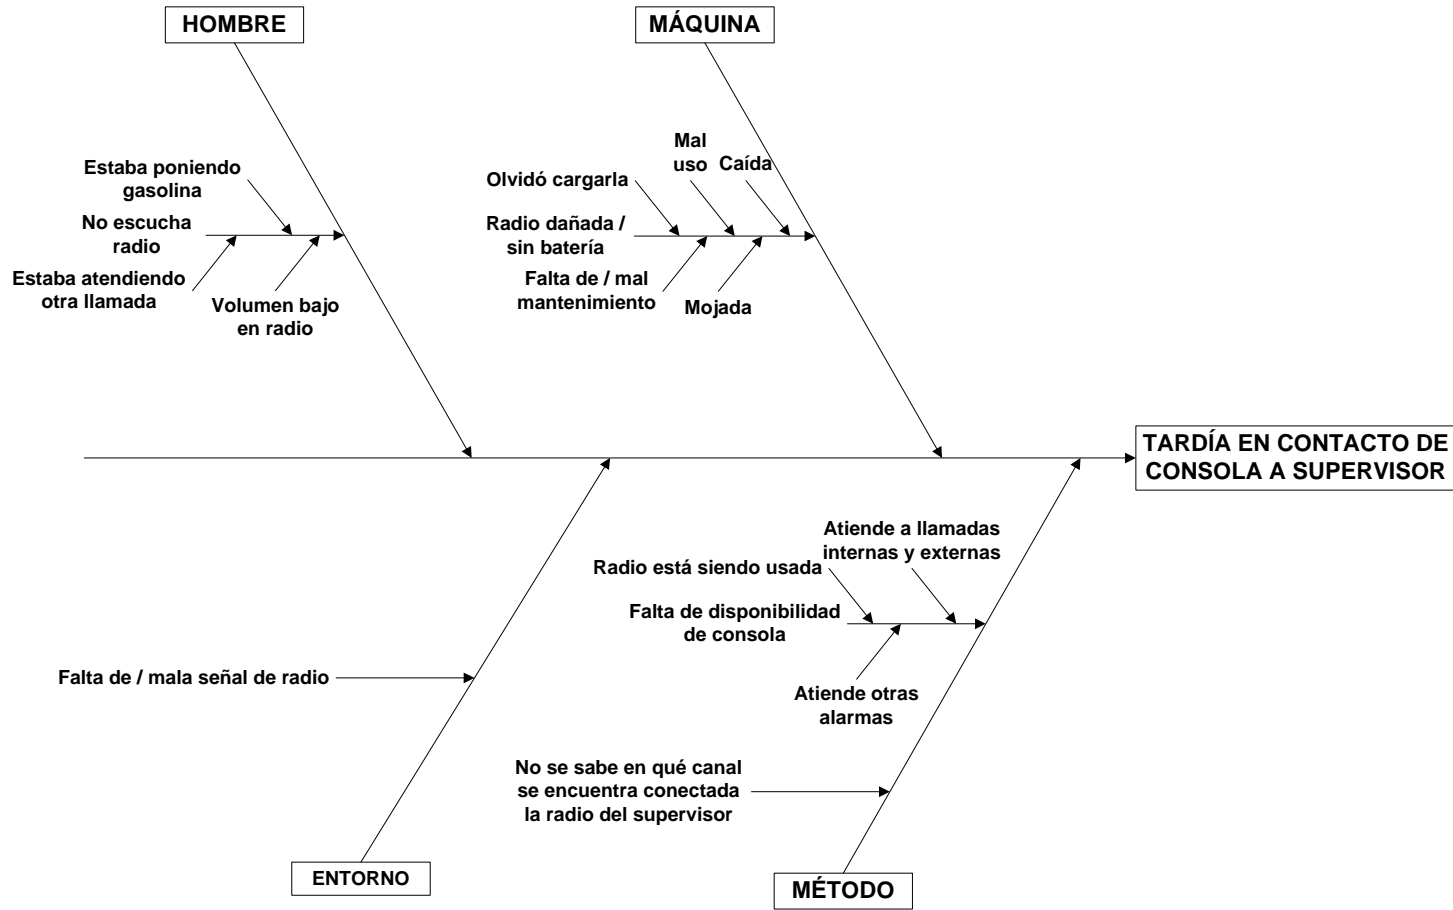 HOMBRE
MÁQUINA
Estaba poniendo
gasolina
No escucha
radio
Estaba atendiendo
otra llamada
Volumen bajo
en radio
Mal
uso
Caída
Olvidó cargarla
Radio dañada /
sin batería
Falta de / mal
mantenimiento
Mojada
TARDÍA EN CONTACTO DE
CONSOLA A SUPERVISOR
Atiende a llamadas
internas y externas
Radio está siendo usada
Falta de disponibilidad
de consola
Atiende otras
alarmas
Falta de / mala señal de radio
No se sabe en qué canal
se encuentra conectada
la radio del supervisor
ENTORNO
MÉTODO